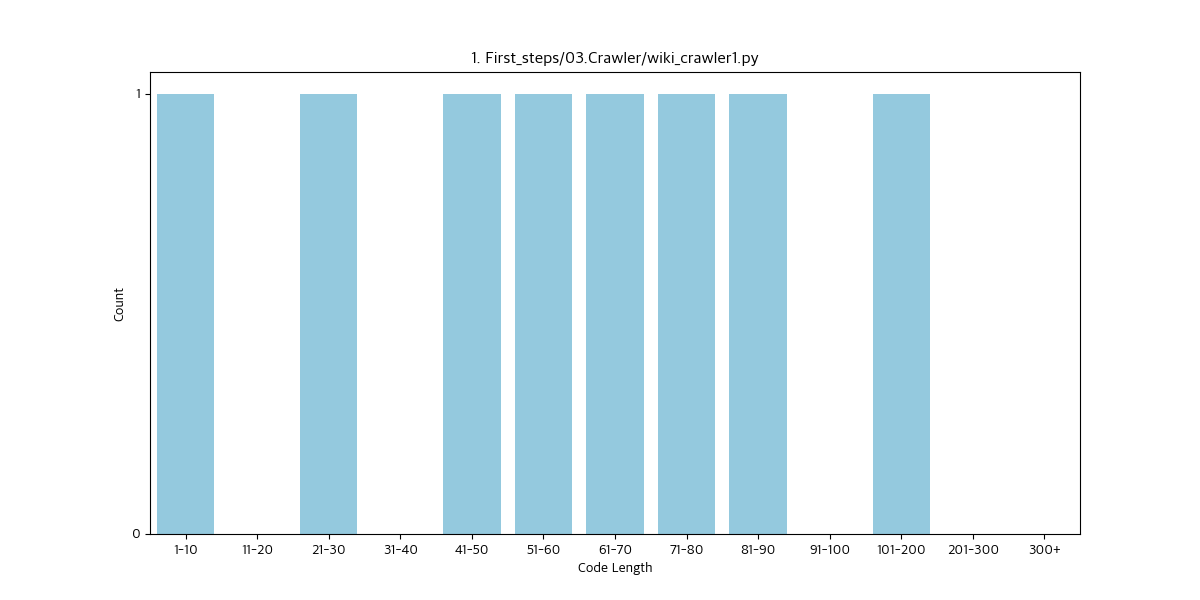 1. First_steps/03.Crawler/wiki_crawler1.py
1
Count
0
1-10 11-20 21-30 31-40 41-50 51-60 61-70 71-80 81-90 91-100 101-200 201-300 300+
Code Length